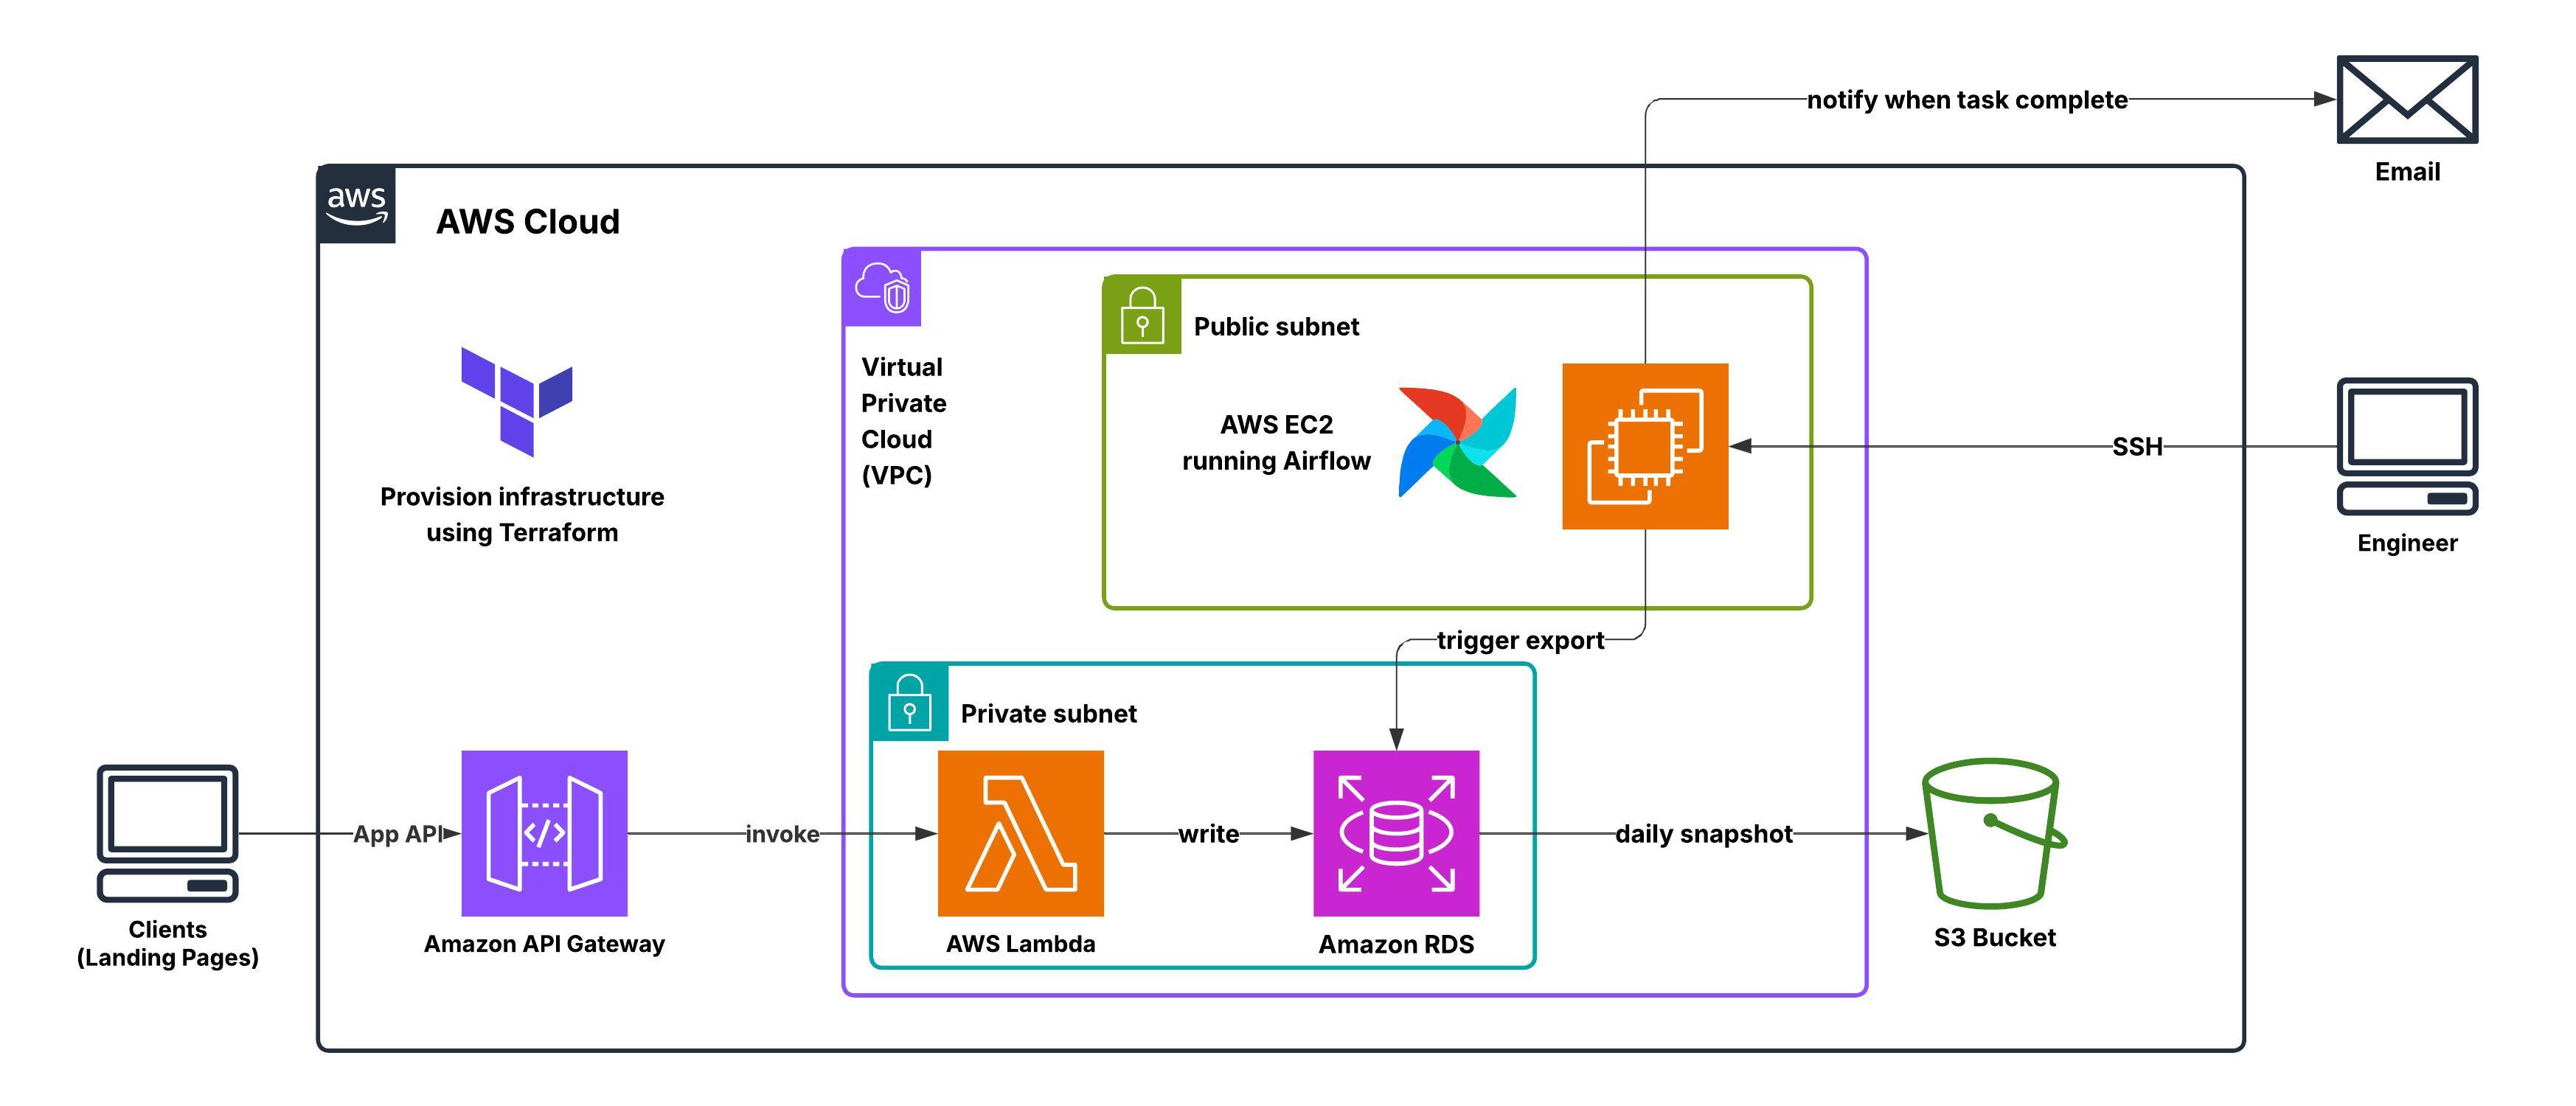 notify when task complete
Email
aws
AWS Cloud
Public subnet
Virtual
Private
Cloud
(VPC)
AWS EC2
running Airflow
SSH
Engineer
Provision infrastructure
using Terraform
trigger export
Private subnet
App API
invoke
write
daily snapshot
</>
Clients
(Landing Pages)
Amazon API Gateway
AWS Lambda
Amazon RDS
S3 Bucket